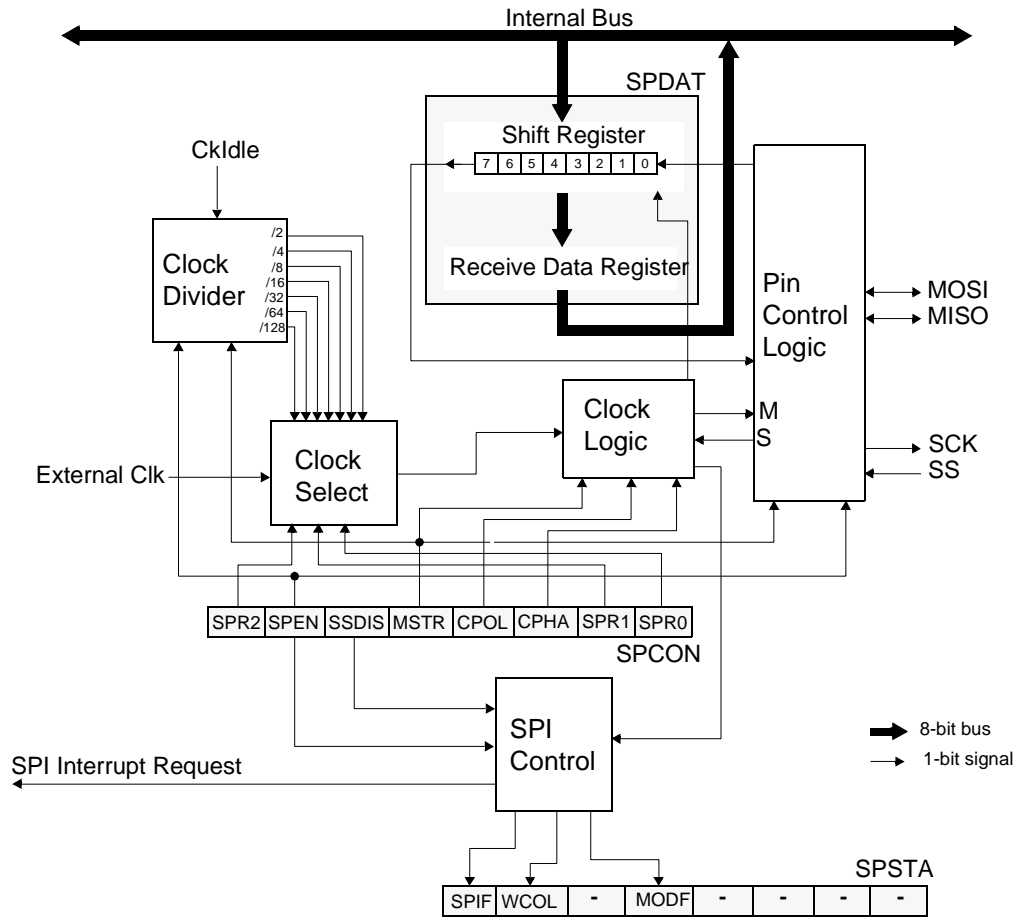 Internal Bus
SPDAT
Shift Register
7 6 5 4 3 2 1 0
CkIdle
/2
/4
/8
/16
/32
/64
/128
Clock
Divider
Receive Data Register
Pin
Control
Logic
MOSI
MISO
Clock
Logic
M
S
SCK
SS
External Clk
Clock
Select
SPR2 SPEN SSDIS MSTR CPOL CPHA SPR1 SPR0
SPCON
SPI
Control
8-bit bus
1-bit signal
SPI Interrupt Request
SPSTA
SPIF WCOL - MODF - - - -